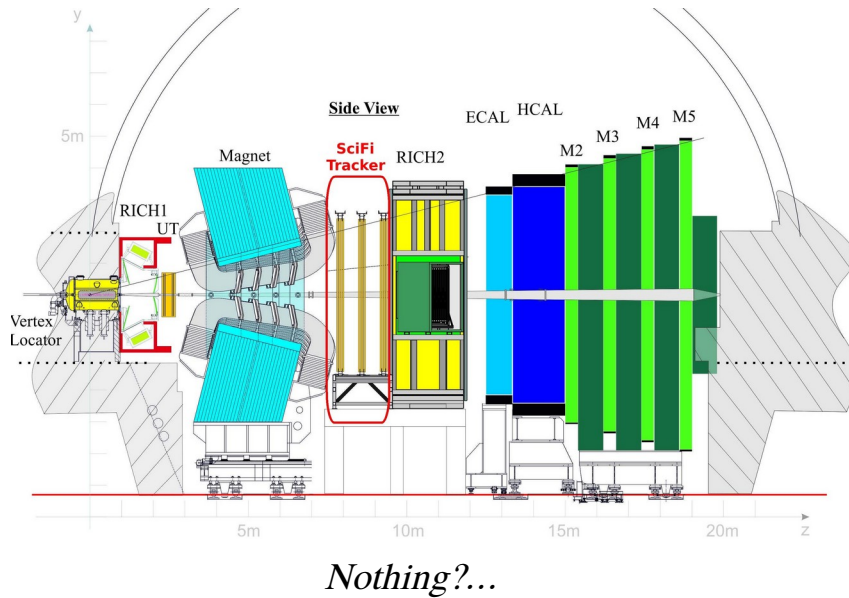 y
Side View
ECAL
HCAL
M2
M3
M4
M5
5m
SciFi
Tracker
Magnet
RICH2
RICH1
UT
Vertex
Locator
5m
10m
15m
20m
z
Nothing?...